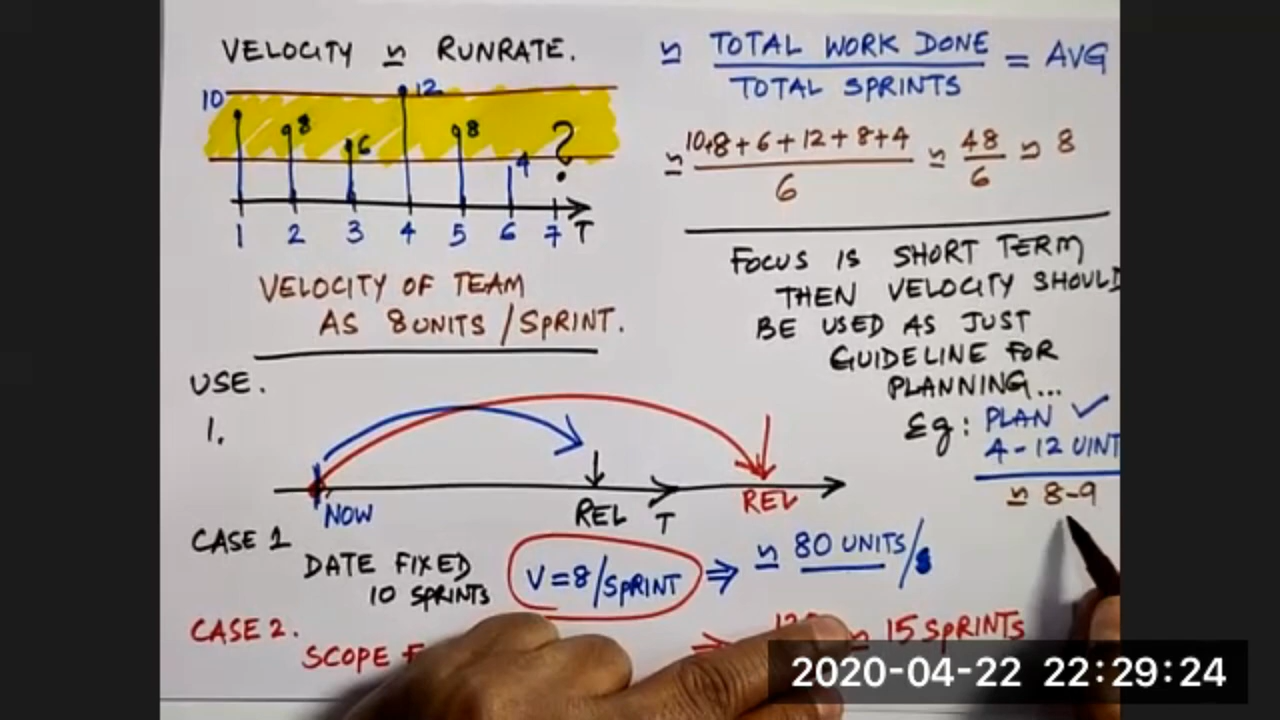 VELOCITY ≌ RUNRATE.
10
8
6
12
8
4
?
1 2 3 4 5 6 7 T
VELOCITY OF TEAM
AS 8 UNITS / SPRINT.
≌ TOTAL WORK DONE / TOTAL SPRINTS = AVG
≌ 10+8+6+12+8+4 / 6 ≌ 48 / 6 ≌ 8
FOCUS IS SHORT TERM
THEN VELOCITY SHOULD
BE USED AS JUST
GUIDELINE FOR
PLANNING...
Eg: PLAN ✓
4-12 UINT
≌ 8-9
USE.
1.
NOW
REL T
REL
CASE 1
DATE FIXED
10 SPRINTS
V=8/SPRINT ⇒ ≌ 80 UNITS/S
CASE 2.
SCOPE
⇒ ≌ 15 SPRINTS
2020-04-22 22:29:24